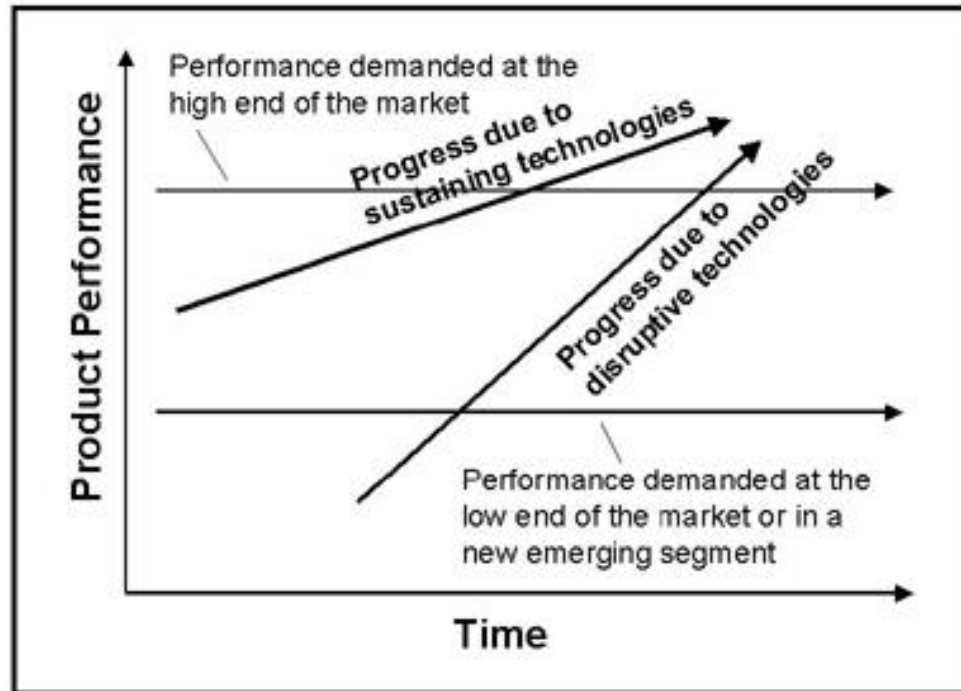 Performance demanded at the
high end of the market
Progress due to
sustaining technologies
Progress due to
disruptive technologies
Performance demanded at the
low end of the market or in a
new emerging segment
Product Performance
Time